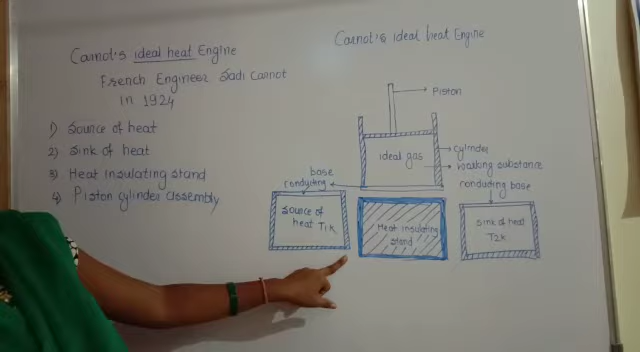 Carnot's ideal heat Engine
French Engineer Sadi Carnot
in 1924
1) Source of heat
2) Sink of heat
3) Heat insulating stand
4) Piston cylinder assembly
Carnot's ideal heat Engine
Piston
cylinder
ideal gas
working substance
base
conducting
conducting base
Source of
heat T1K
Heat insulating
stand
Sink of heat
T2K